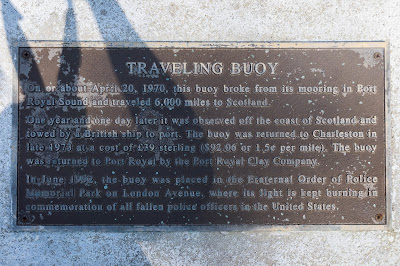 TRAVELING BUOY
On or about April 20, 1970, this buoy broke from its mooring in Port
Royal Sound and traveled 6,000 miles to Scotland.
One year and one day later it was observed off the coast of Scotland and
towed by a British ship to port. The buoy was returned to Charleston in
late 1973 at a cost of £39 sterling ($92.06 or 1.5¢ per mile). The buoy
was returned to Port Royal by the Port Royal Clay Company.
In June the buoy was placed in the Fraternal Order of Police
Memorial Park on London Avenue, where its light is kept burning in
commemoration of all fallen police officers in the United States.